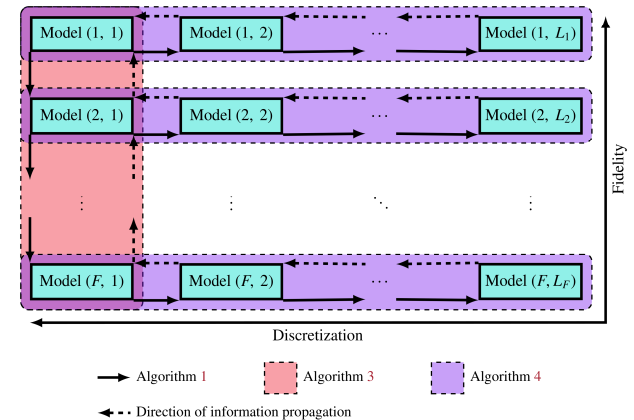 Model (1, 1) Model (1, 2) ... Model (1, L₁)
Model (2, 1) Model (2, 2) ... Model (2, L₂)
⋮ ⋮ ⋱ ⋮
Model (F, 1) Model (F, 2) ... Model (F, L_F)
Fidelity
Discretization
Algorithm 1 Algorithm 3 Algorithm 4
Direction of information propagation